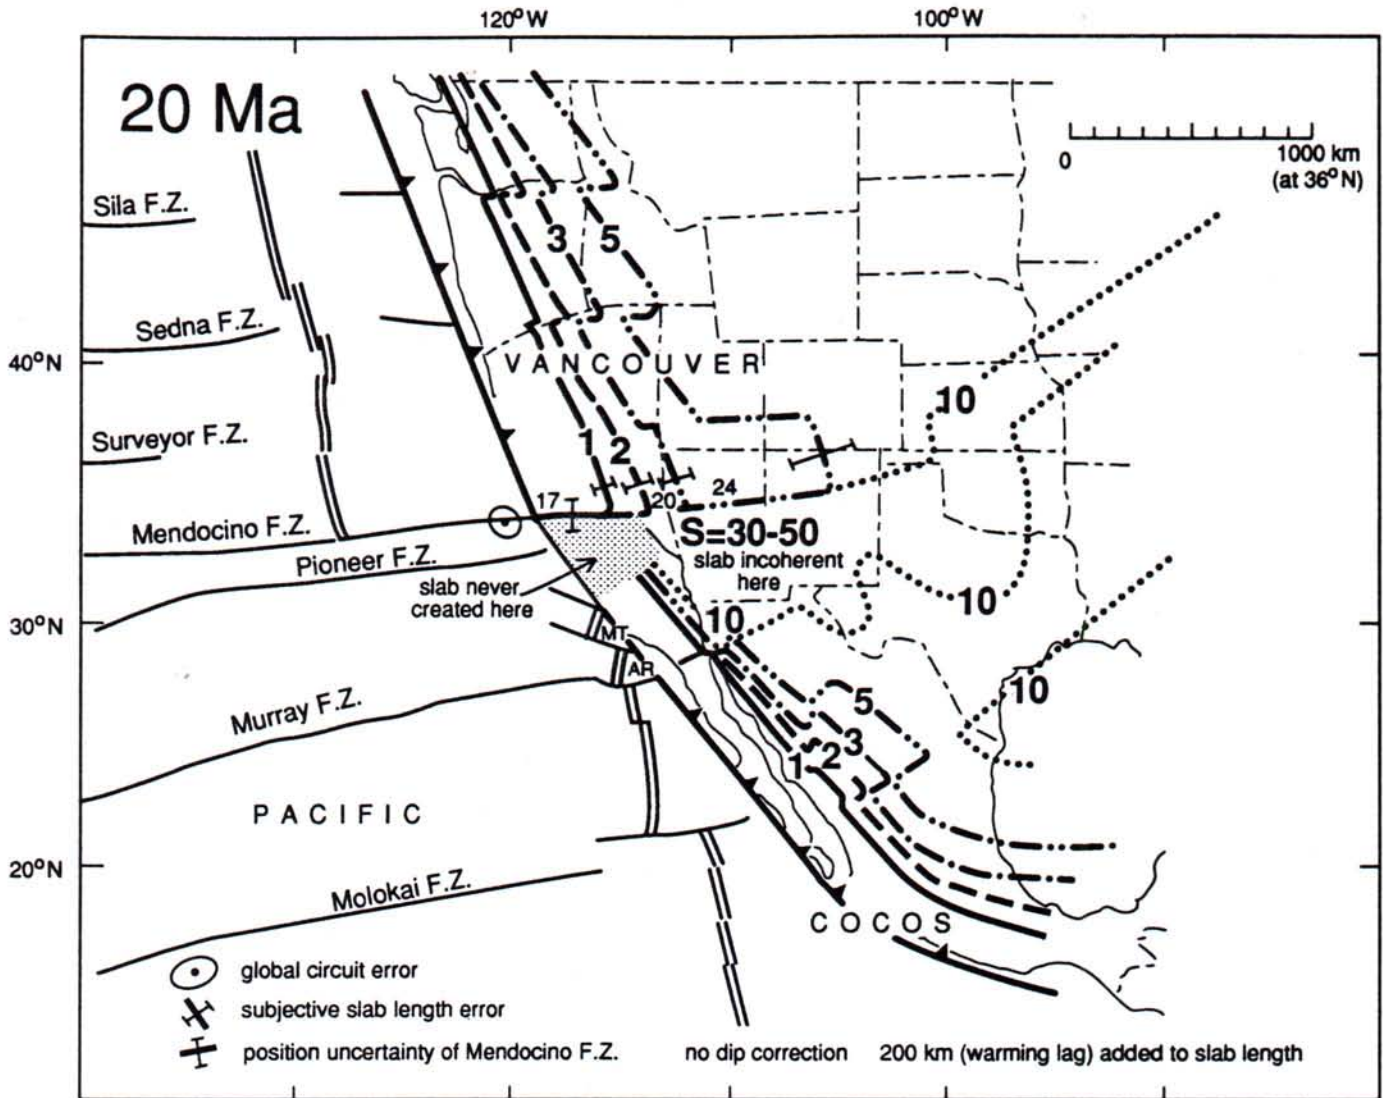 120°W 100°W
20 Ma
0 1000 km
(at 36°N)
Sila F.Z.
3 5
Sedna F.Z.
40°N
VANCOUVER
10
Surveyor F.Z.
1 2
17 20 24
Mendocino F.Z.
S=30-50
Pioneer F.Z.
slab incoherent
here
slab never
created here
10
30°N
10
MT
AR
10
5
Murray F.Z.
3
2
1
PACIFIC
20°N
Molokai F.Z.
COCOS
global circuit error
subjective slab length error
position uncertainty of Mendocino F.Z. no dip correction 200 km (warming lag) added to slab length